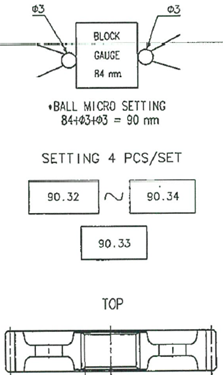 φ3
φ3
BLOCK
GAUGE
84 mm
*BALL MICRO SETTING
84+φ3+φ3 = 90 mm
SETTING 4 PCS/SET
90.32 ~ 90.34
90.33
TOP